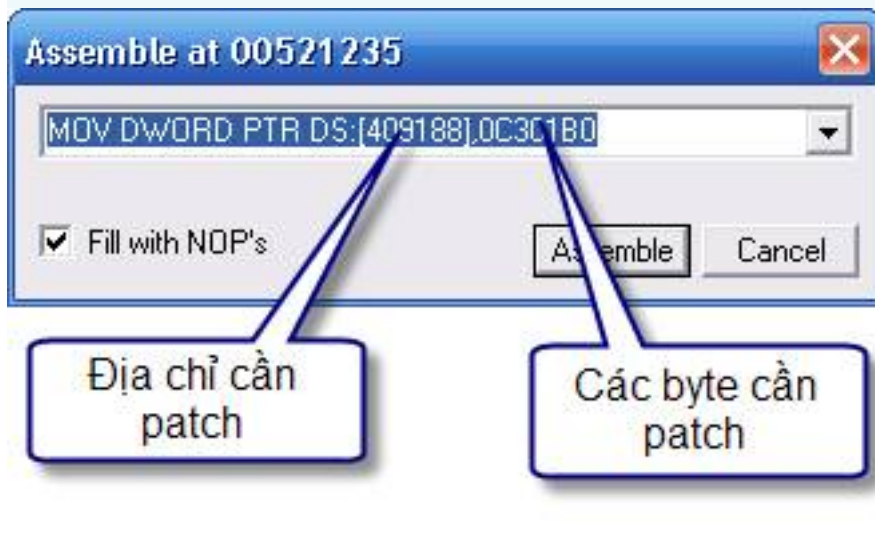 Assemble at 00521235
MOV DWORD PTR DS:[409188],0C301B0
Fill with NOP's
Assemble
Cancel
Địa chỉ cần
patch
Các byte cần
patch